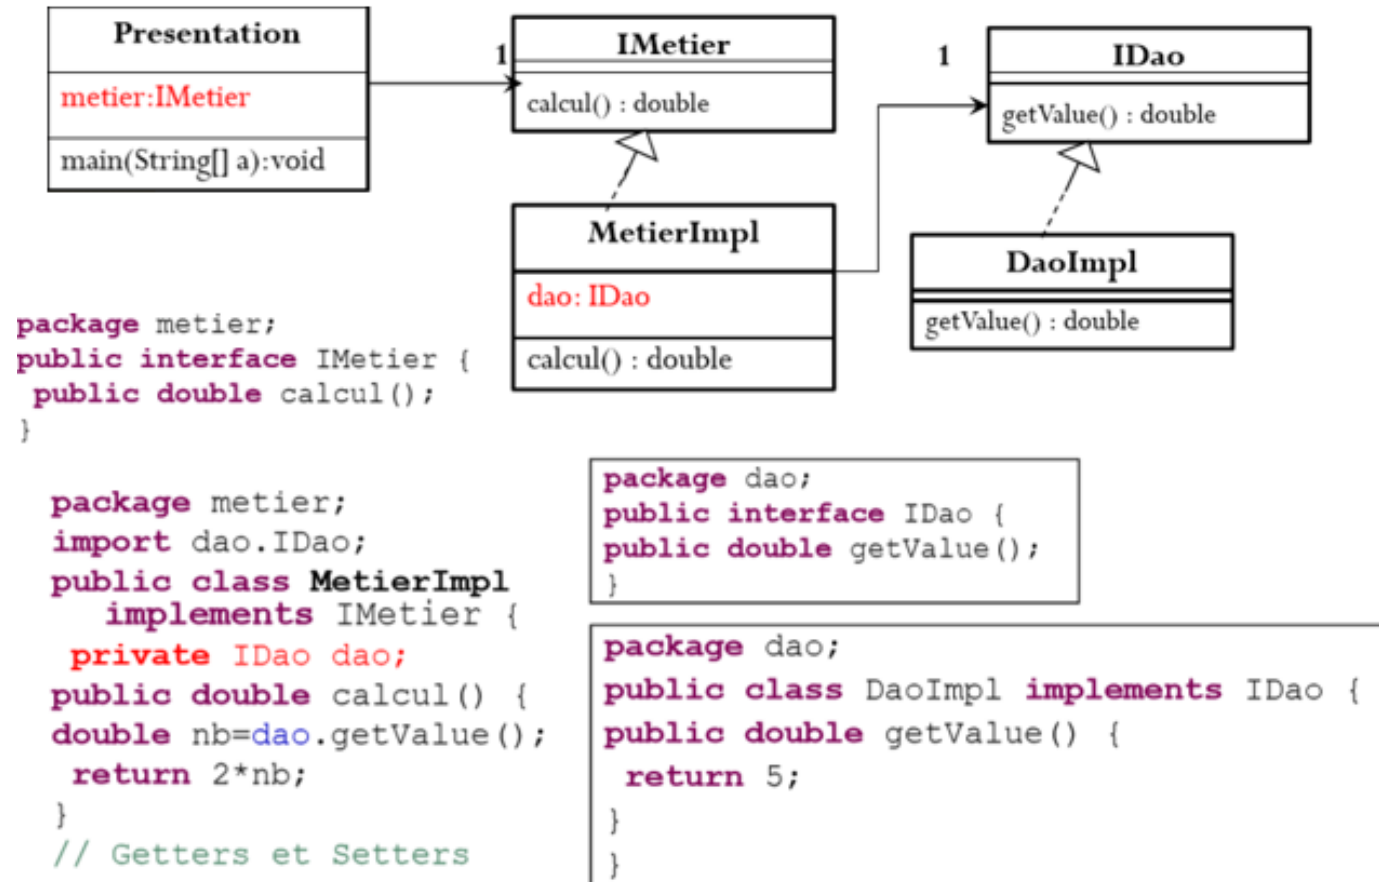 Presentation
metier:IMetier
main(String[] a):void
1
IMetier
calcul() : double
1
IDao
getValue() : double
MetierImpl
dao: IDao
calcul() : double
DaoImpl
getValue() : double
package metier;
public interface IMetier {
public double calcul();
}
package metier;
import dao.IDao;
public class MetierImpl
implements IMetier {
private IDao dao;
public double calcul() {
double nb=dao.getValue();
return 2*nb;
}
// Getters et Setters
package dao;
public interface IDao {
public double getValue();
}
package dao;
public class DaoImpl implements IDao {
public double getValue() {
return 5;
}
}